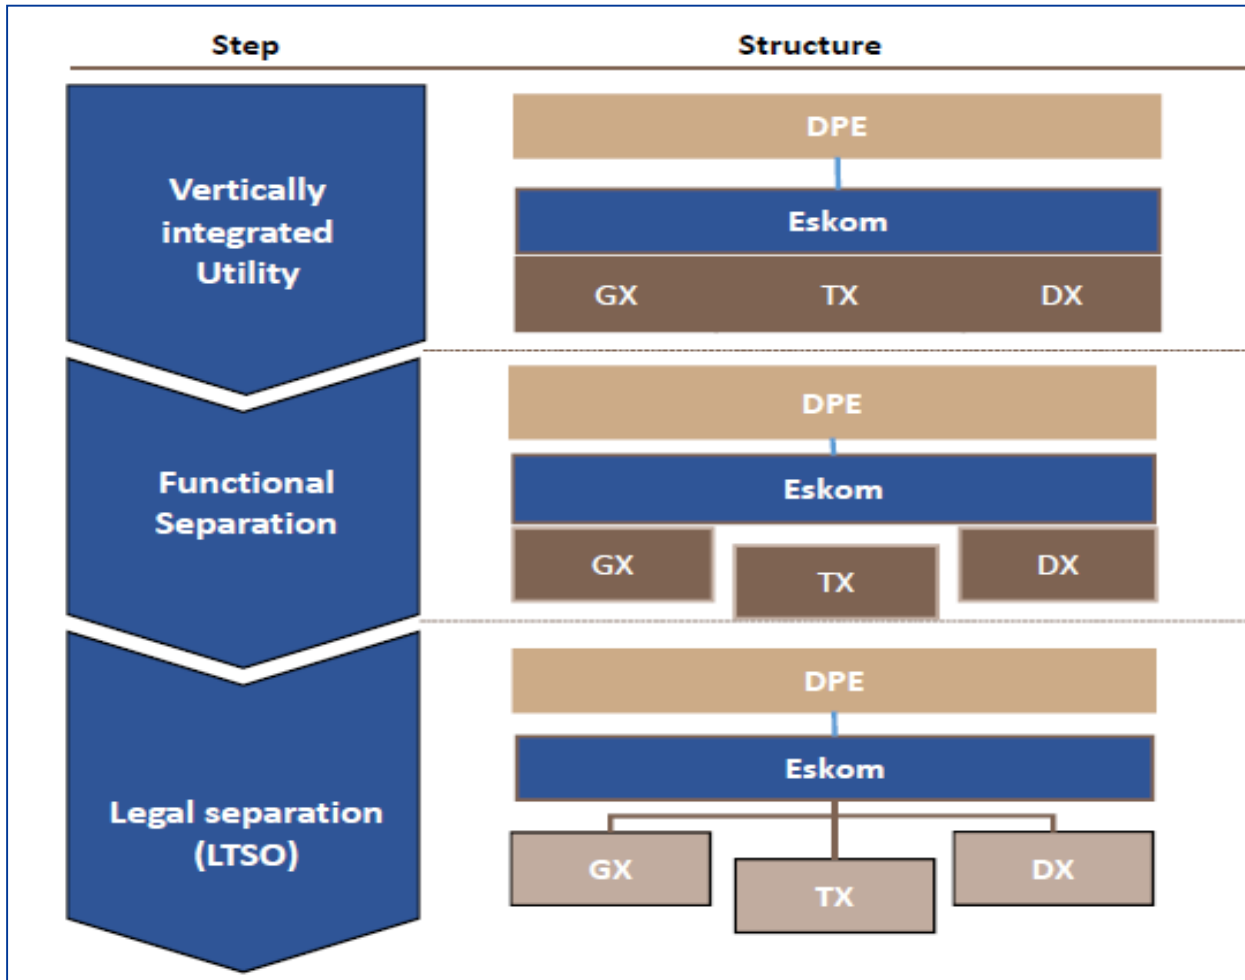 Step
Structure
Vertically
integrated
Utility
DPE
Eskom
GX
TX
DX
Functional
Separation
DPE
Eskom
GX
TX
DX
Legal separation
(LTSO)
DPE
Eskom
GX
TX
DX